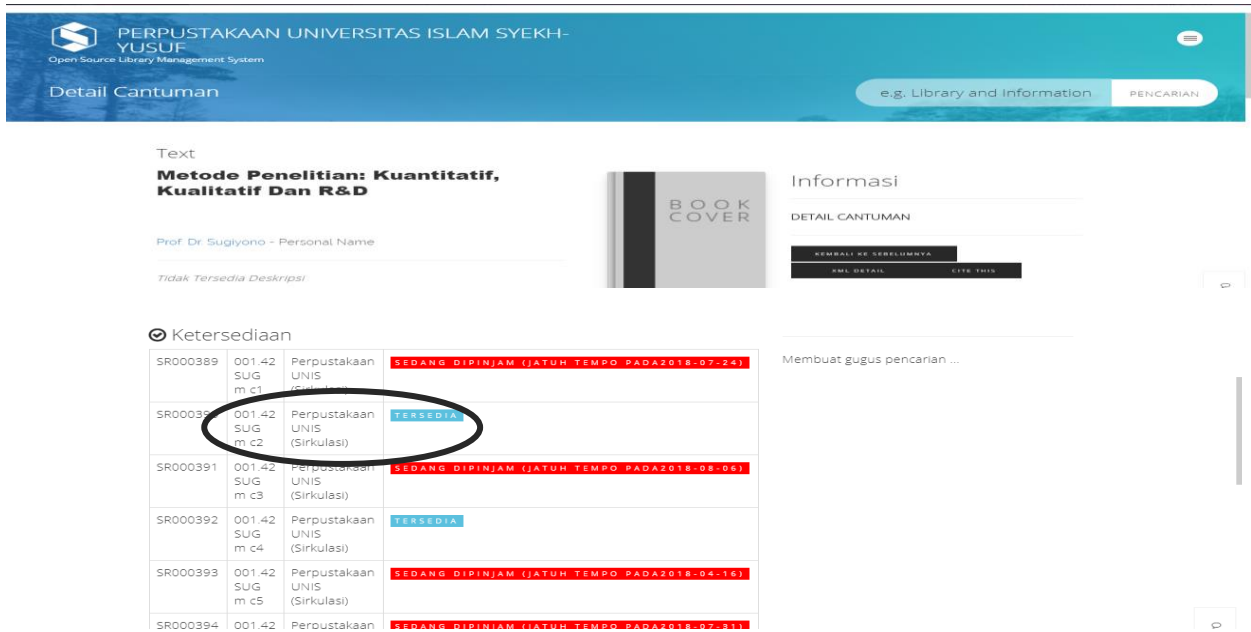 PERPUSTAKAAN UNIVERSITAS ISLAM SYEKH-
YUSUF
Open Source Library Management System
Detail Cantuman
e.g. Library and Information
PENCARIAN
Text
Metode Penelitian: Kuantitatif,
Kualitatif Dan R&D
Prof. Dr. Sugiyono - Personal Name
Tidak Tersedia Deskripsi
BOOK
COVER
Informasi
DETAIL CANTUMAN
KEMBALI KE SEBELUMNYA
XML DETAIL CITE THIS
Ketersediaan
SR000389 001.42 Perpustakaan SEDANG DIPINJAM (JATUH TEMPO PADA2018-07-24)
SUG UNIS
m c1 (Sirkulasi)
001.42 Perpustakaan TERSEDIA
SUG UNIS
m c2 (Sirkulasi)
SR000391 001.42 Perpustakaan SEDANG DIPINJAM (JATUH TEMPO PADA2018-08-06)
SUG UNIS
m c3 (Sirkulasi)
SR000392 001.42 Perpustakaan TERSEDIA
SUG UNIS
m c4 (Sirkulasi)
SR000393 001.42 Perpustakaan SEDANG DIPINJAM (JATUH TEMPO PADA2018-04-16)
SUG UNIS
m c5 (Sirkulasi)
SR000394 001.42 Perpustakaan SEDANG DIPINJAM (JATUH TEMPO PADA2018-07-31)
Membuat gugus pencarian ...